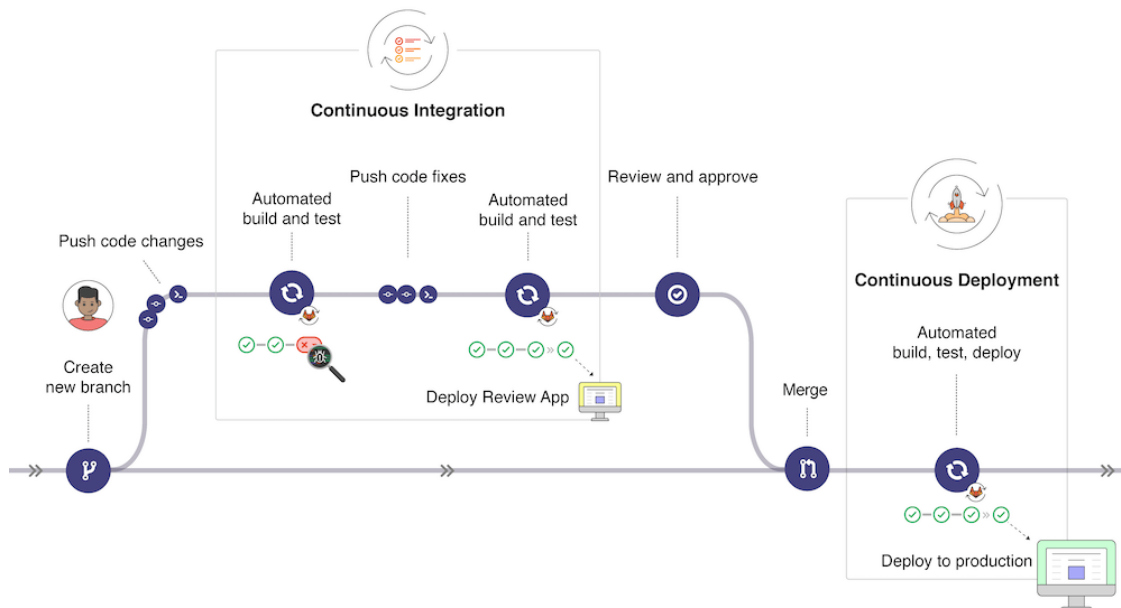 Continuous Integration
Push code fixes
Review and approve
Automated
build and test
Automated
build and test
Push code changes
Continuous Deployment
Automated
build, test, deploy
Create
new branch
Deploy Review App
Merge
Deploy to production